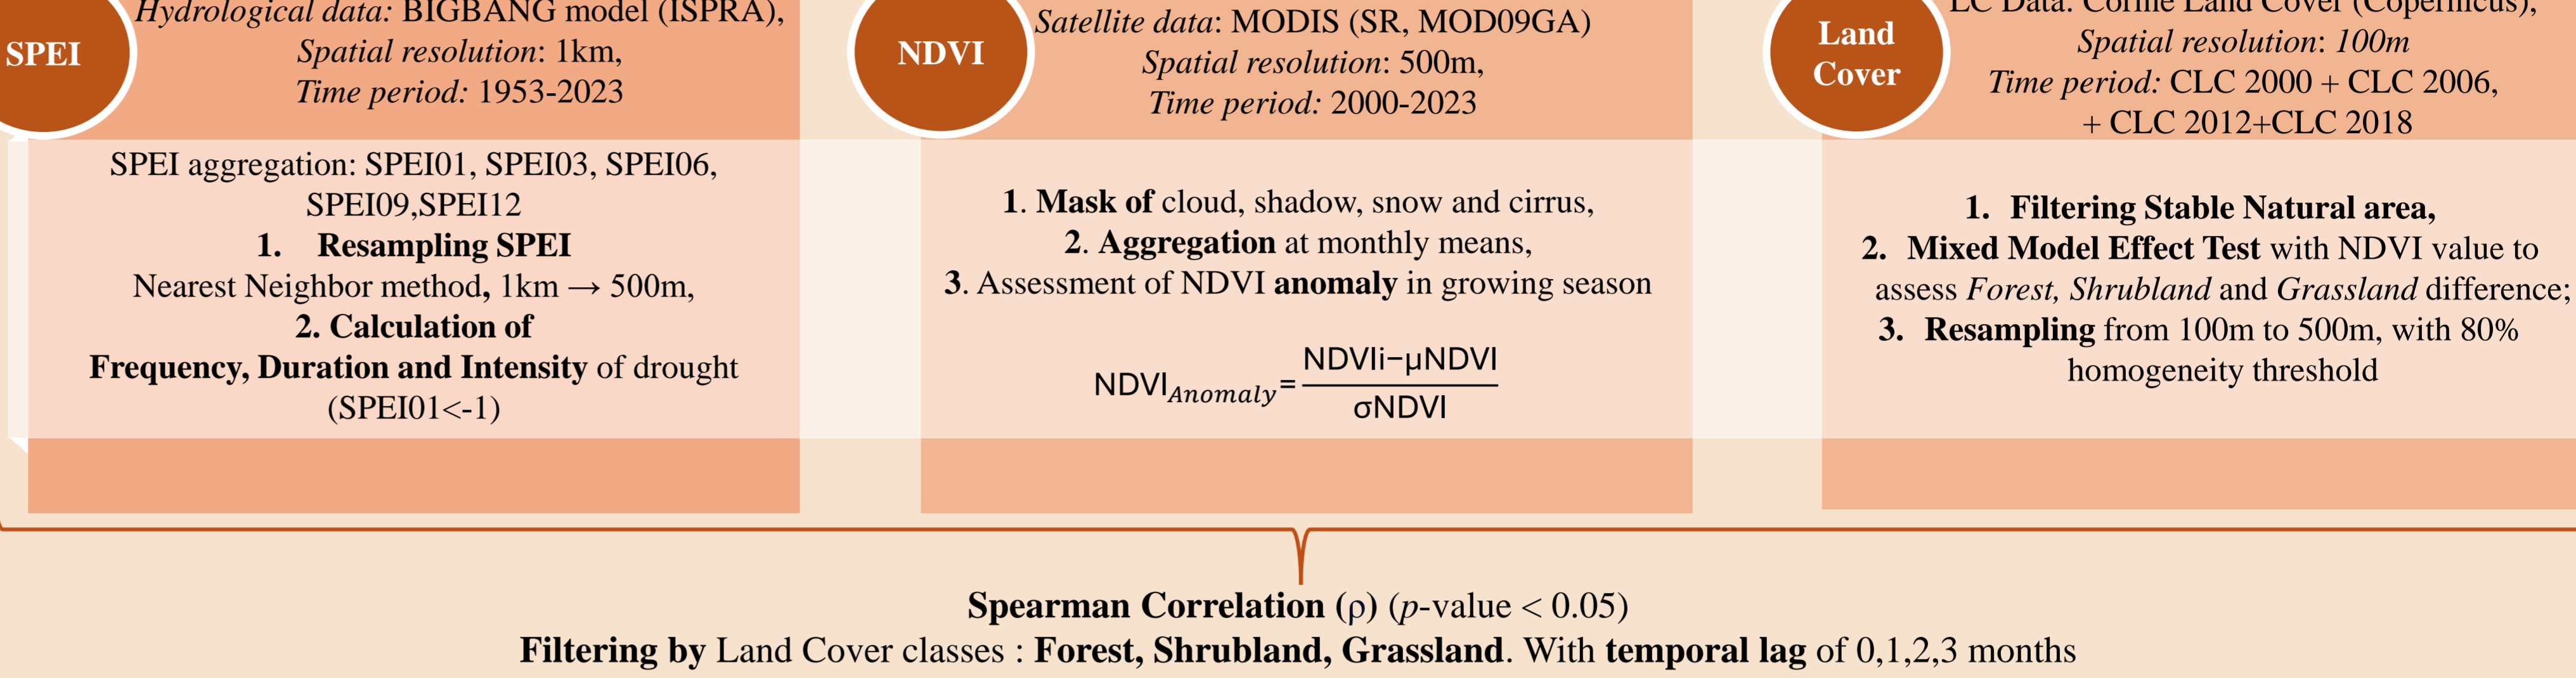 SPEI
Hydrological data: BIGBANG model (ISPRA),
Spatial resolution: 1km,
Time period: 1953-2023
SPEI aggregation: SPEI01, SPEI03, SPEI06,
SPEI09,SPEI12
1. Resampling SPEI
Nearest Neighbor method, 1km → 500m,
2. Calculation of
Frequency, Duration and Intensity of drought
(SPEI01<-1)
NDVI
Satellite data: MODIS (SR, MOD09GA)
Spatial resolution: 500m,
Time period: 2000-2023
1. Mask of cloud, shadow, snow and cirrus,
2. Aggregation at monthly means,
3. Assessment of NDVI anomaly in growing season
NDVIi−μNDVI
NDVIAnomaly=
σNDVI
Land
Cover
LC Data: Corine Land Cover (Copernicus),
Spatial resolution: 100m
Time period: CLC 2000 + CLC 2006,
+ CLC 2012+CLC 2018
1. Filtering Stable Natural area,
2. Mixed Model Effect Test with NDVI value to
assess Forest, Shrubland and Grassland difference;
3. Resampling from 100m to 500m, with 80%
homogeneity threshold
Spearman Correlation (ρ) (p-value < 0.05)
Filtering by Land Cover classes : Forest, Shrubland, Grassland. With temporal lag of 0,1,2,3 months